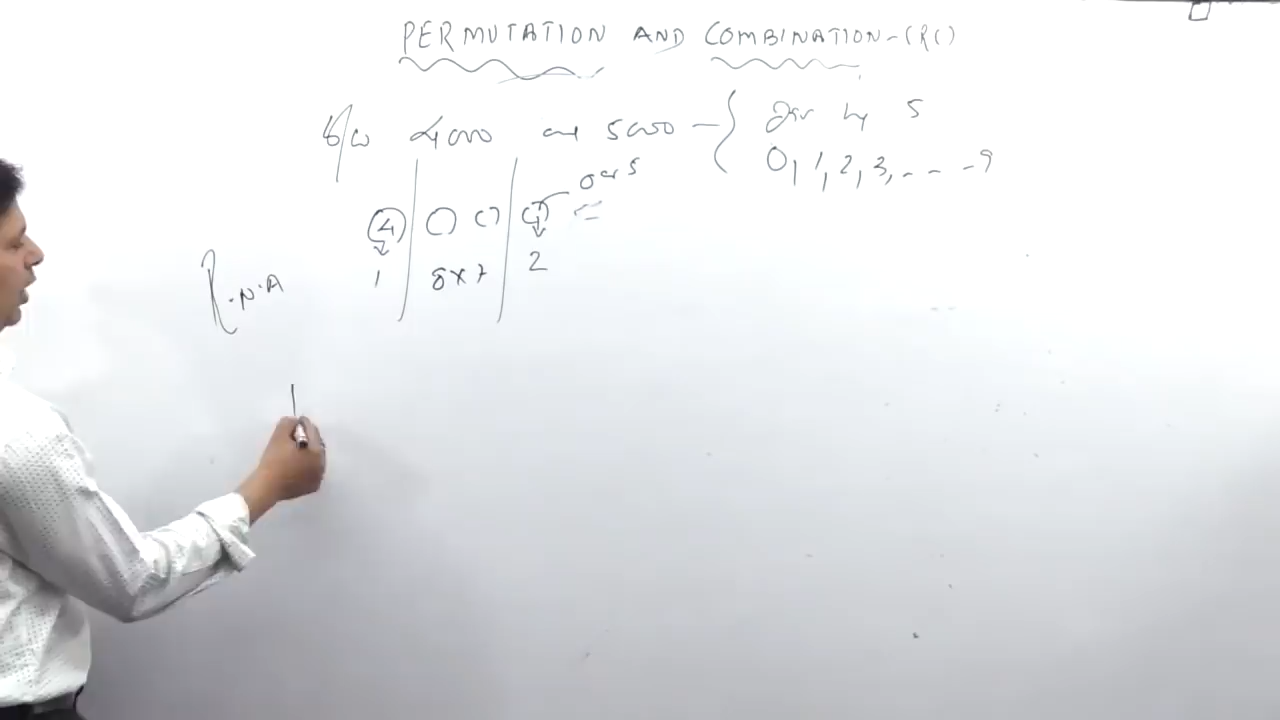 PERMUTATION AND COMBINATION - (RC)
b/w 4000 and 5000 - { div by 5
0, 1, 2, 3, - - - 9
0 or 5
(4) ( ) ( ) ( )
R.N.A
1 8×7 2